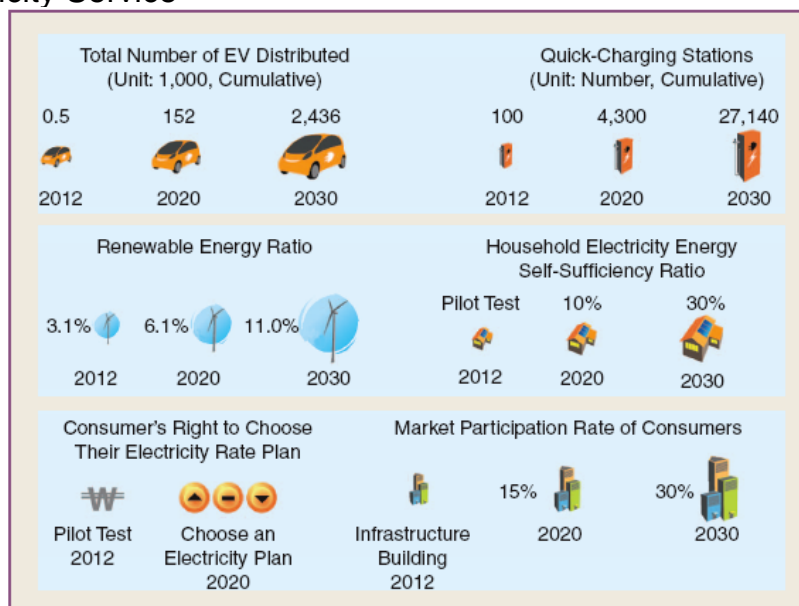 Total Number of EV Distributed
(Unit: 1,000, Cumulative)
0.5 152 2,436
2012 2020 2030
Quick-Charging Stations
(Unit: Number, Cumulative)
100 4,300 27,140
2012 2020 2030
Renewable Energy Ratio
3.1% 6.1% 11.0%
2012 2020 2030
Household Electricity Energy
Self-Sufficiency Ratio
Pilot Test 10% 30%
2012 2020 2030
Consumer's Right to Choose
Their Electricity Rate Plan
Pilot Test
2012
Choose an
Electricity Plan
2020
Market Participation Rate of Consumers
15% 30%
Infrastructure
Building
2012
2020 2030